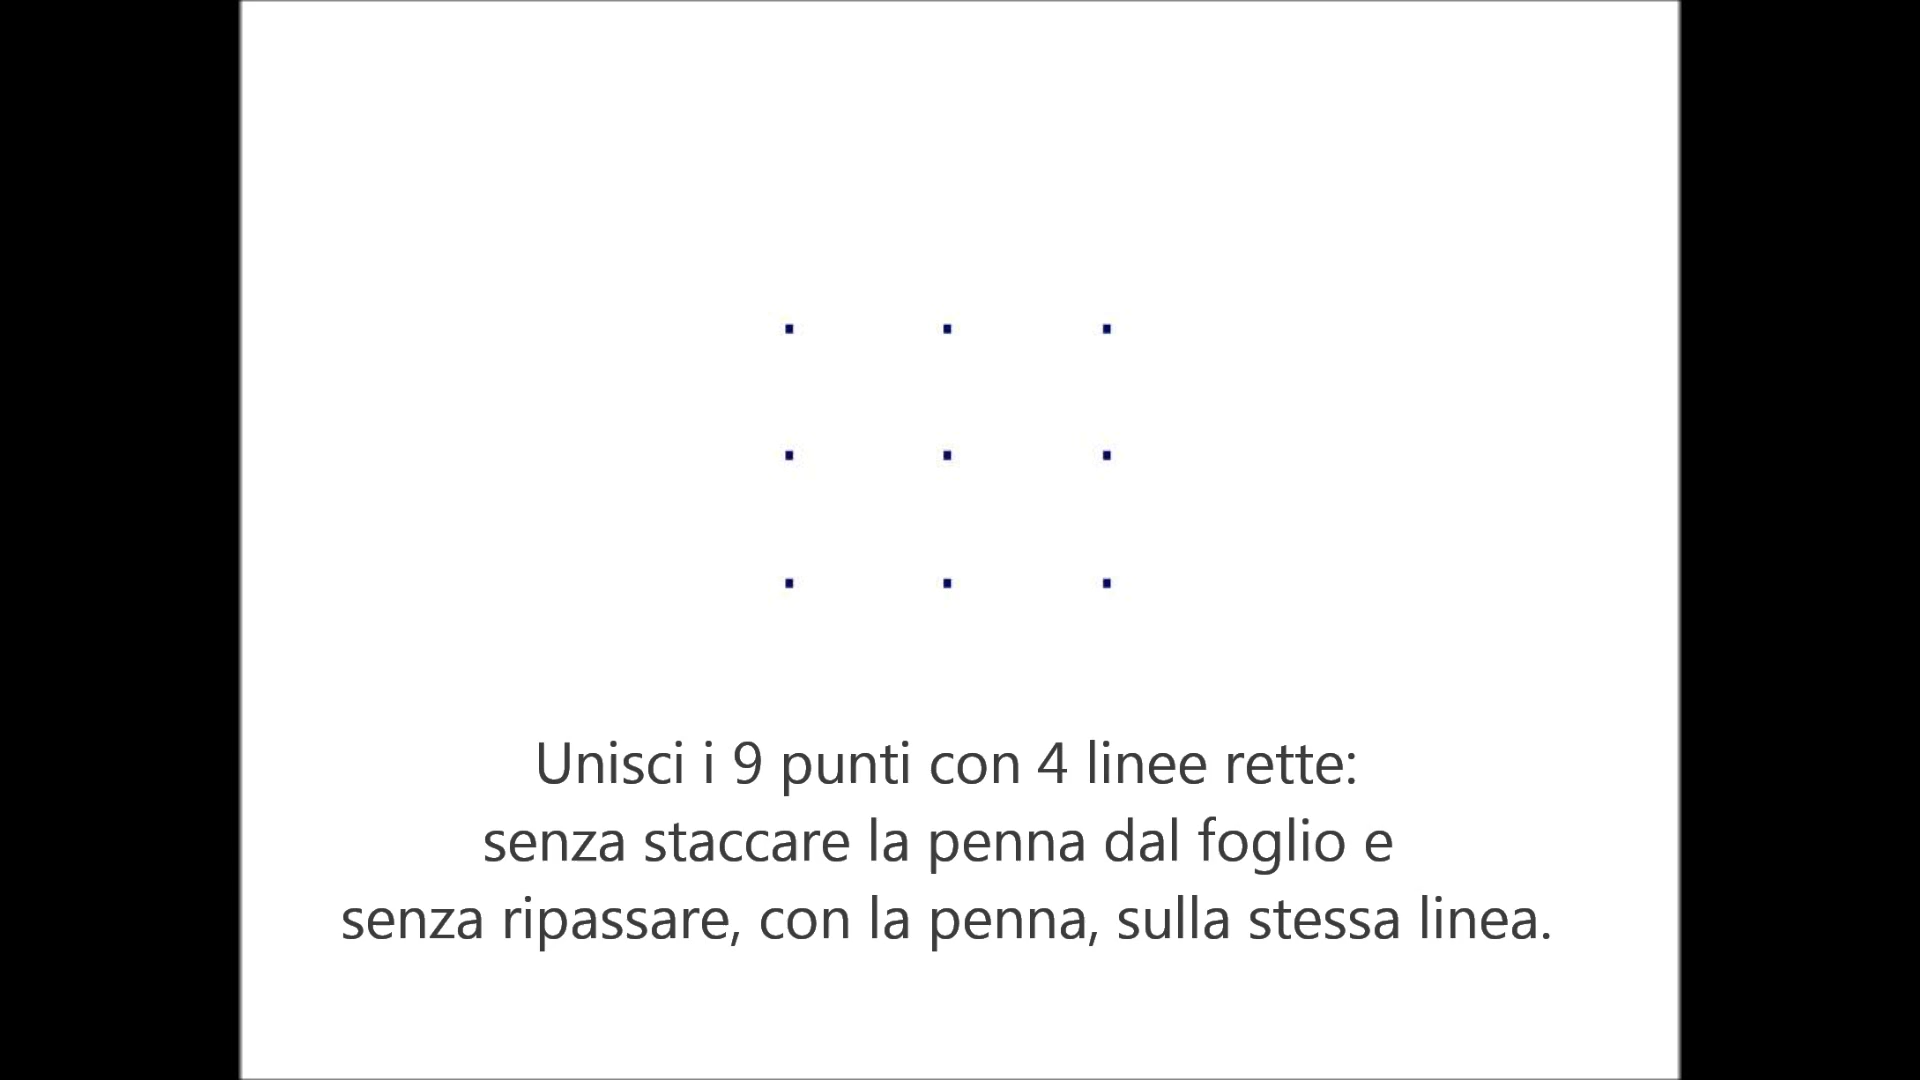 Unisci i 9 punti con 4 linee rette:
senza staccare la penna dal foglio e
senza ripassare, con la penna, sulla stessa linea.